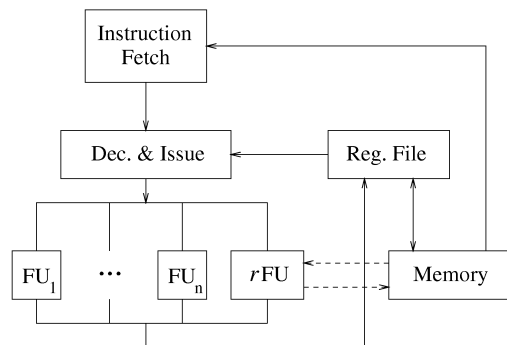 Instruction
Fetch
Dec. & Issue
Reg. File
FU₁
...
FUₙ
rFU
Memory